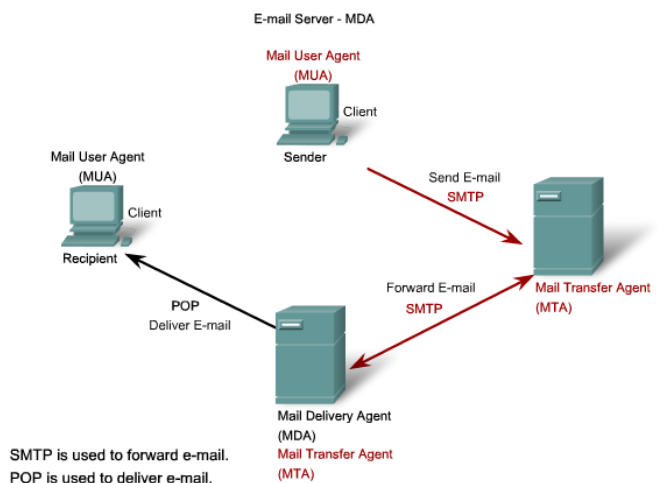 E-mail Server - MDA
Mail User Agent
(MUA)
Client
Sender
Mail User Agent
(MUA)
Client
Recipient
Send E-mail
SMTP
Mail Transfer Agent
(MTA)
Forward E-mail
SMTP
POP
Deliver E-mail
Mail Delivery Agent
(MDA)
Mail Transfer Agent
(MTA)
SMTP is used to forward e-mail.
POP is used to deliver e-mail.